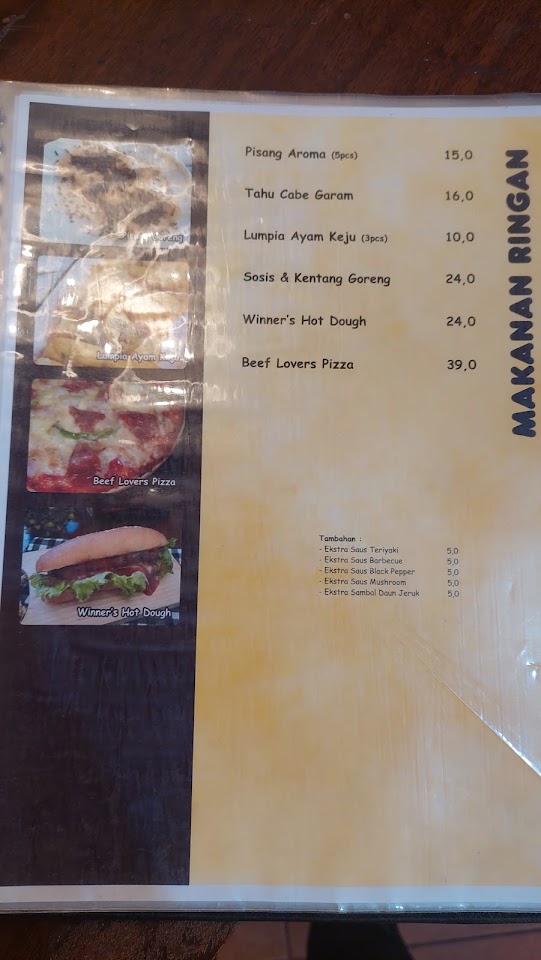 MAKANAN RINGAN
Pisang Aroma (5pcs) 15,0
Tahu Cabe Garam 16,0
Lumpia Ayam Keju (3pcs) 10,0
Sosis & Kentang Goreng 24,0
Winner's Hot Dough 24,0
Beef Lovers Pizza 39,0
Lumpia Ayam Keju
Beef Lovers Pizza
Winner's Hot Dough
Tambahan :
- Ekstra Saus Teriyaki 5,0
- Ekstra Saus Barbecue 5,0
- Ekstra Saus Black Pepper 5,0
- Ekstra Saus Mushroom 5,0
- Ekstra Sambal Daun Jeruk 5,0